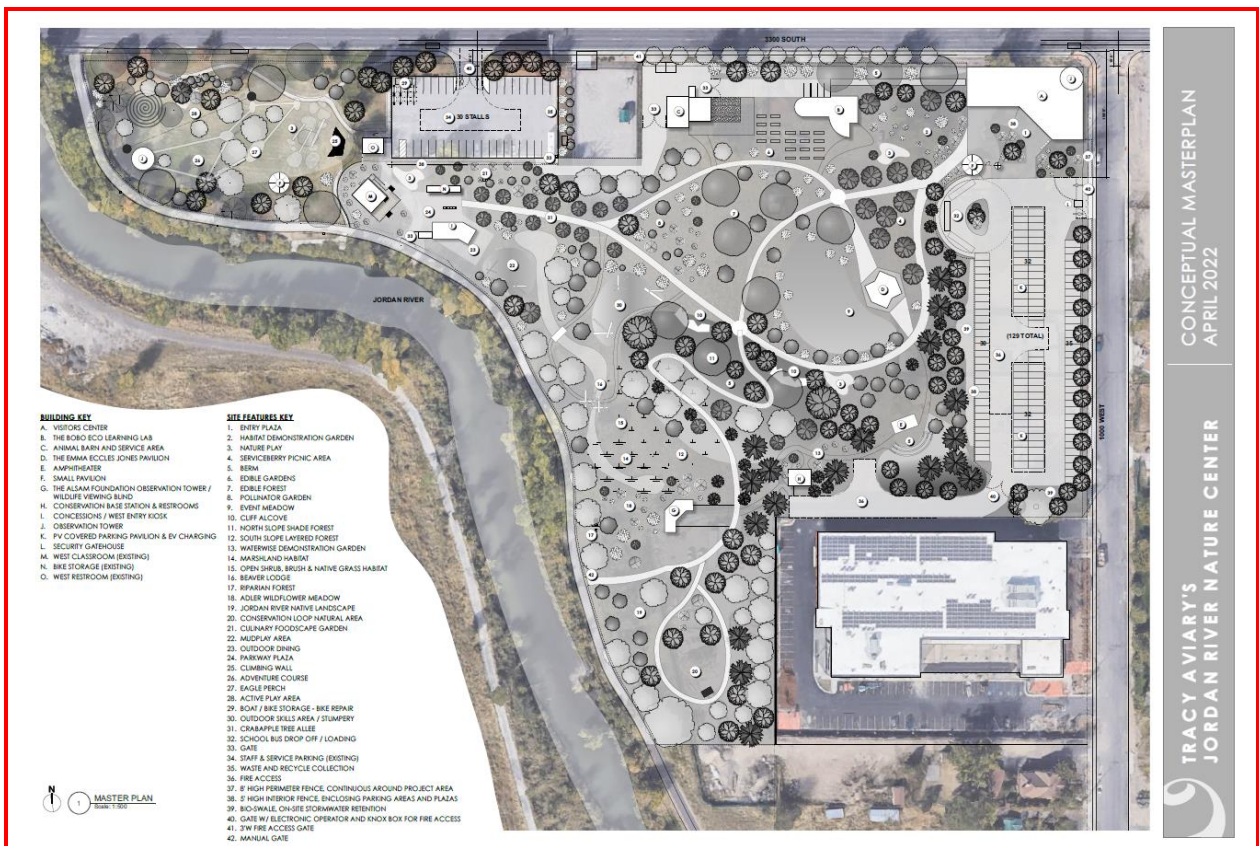 3300 SOUTH
30 STALLS
JORDAN RIVER
32
(129 TOTAL)
30
35
32
1000 WEST
BUILDING KEY
A. VISITORS CENTER
B. THE BOBO ECO LEARNING LAB
C. ANIMAL BARN AND SERVICE AREA
D. THE EMMA ECCLES JONES PAVILION
E. AMPHITHEATER
F. SMALL PAVILION
G. THE ALSAM FOUNDATION OBSERVATION TOWER /
WILDLIFE VIEWING BLIND
H. CONSERVATION BASE STATION & RESTROOMS
I. CONCESSIONS / WEST ENTRY KIOSK
J. OBSERVATION TOWER
K. PV COVERED PARKING PAVILION & EV CHARGING
L. SECURITY GATEHOUSE
M. WEST CLASSROOM (EXISTING)
N. BIKE STORAGE (EXISTING)
O. WEST RESTROOM (EXISTING)
SITE FEATURES KEY
1. ENTRY PLAZA
2. HABITAT DEMONSTRATION GARDEN
3. NATURE PLAY
4. SERVICEBERRY PICNIC AREA
5. BERM
6. EDIBLE GARDENS
7. EDIBLE FOREST
8. POLLINATOR GARDEN
9. EVENT MEADOW
10. CLIFF ALCOVE
11. NORTH SLOPE SHADE FOREST
12. SOUTH SLOPE LAYERED FOREST
13. WATERWISE DEMONSTRATION GARDEN
14. MARSHLAND HABITAT
15. OPEN SHRUB, BRUSH & NATIVE GRASS HABITAT
16. BEAVER LODGE
17. RIPARIAN FOREST
18. ADLER WILDFLOWER MEADOW
19. JORDAN RIVER NATIVE LANDSCAPE
20. CONSERVATION LOOP NATURAL AREA
21. CULINARY FOODSCAPE GARDEN
22. MUDPLAY AREA
23. OUTDOOR DINING
24. PARKWAY PLAZA
25. CLIMBING WALL
26. ADVENTURE COURSE
27. EAGLE PERCH
28. ACTIVE PLAY AREA
29. BOAT / BIKE STORAGE - BIKE REPAIR
30. OUTDOOR SKILLS AREA / STUMPERY
31. CRABAPPLE TREE ALLEE
32. SCHOOL BUS DROP OFF / LOADING
33. GATE
34. STAFF & SERVICE PARKING (EXISTING)
35. WASTE AND RECYCLE COLLECTION
36. FIRE ACCESS
37. 8' HIGH PERIMETER FENCE, CONTINUOUS AROUND PROJECT AREA
38. 5' HIGH INTERIOR FENCE, ENCLOSING PARKING AREAS AND PLAZAS
39. BIO-SWALE, ON-SITE STORMWATER RETENTION
40. GATE W/ ELECTRONIC OPERATOR AND KNOX BOX FOR FIRE ACCESS
41. 3'W FIRE ACCESS GATE
42. MANUAL GATE
N
1
MASTER PLAN
Scale: 1:500
CONCEPTUAL MASTERPLAN
APRIL 2022
TRACY AVIARY'S
JORDAN RIVER NATURE CENTER